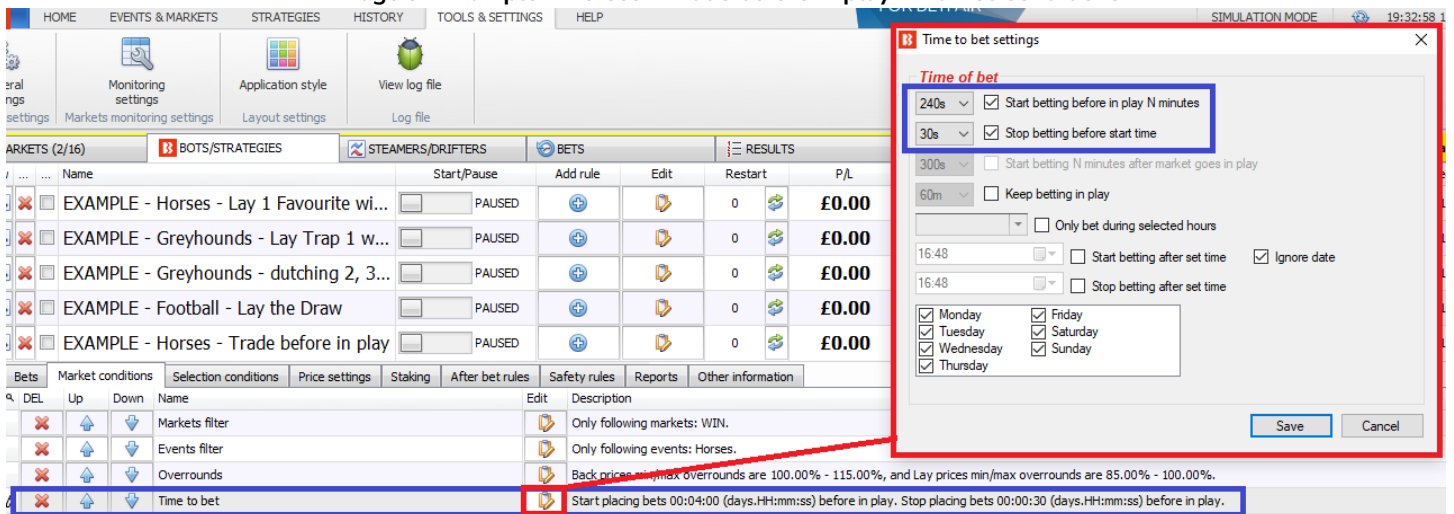 HOME EVENTS & MARKETS STRATEGIES HISTORY TOOLS & SETTINGS HELP
SIMULATION MODE 19:32:58 1
Monitoring settings
Application style
View log file
settings Markets monitoring settings Layout settings Log file
ARKETS (2/16) BOTS/STRATEGIES STEAMERS/DRIFTERS BETS RESULTS
... ... Name Start/Pause Add rule Edit Restart P/L
EXAMPLE - Horses - Lay 1 Favourite wi... PAUSED 0 £0.00
EXAMPLE - Greyhounds - Lay Trap 1 w... PAUSED 0 £0.00
EXAMPLE - Greyhounds - dutching 2, 3... PAUSED 0 £0.00
EXAMPLE - Football - Lay the Draw PAUSED 0 £0.00
EXAMPLE - Horses - Trade before in play PAUSED 0 £0.00
Bets Market conditions Selection conditions Price settings Staking After bet rules Safety rules Reports Other information
DEL Up Down Name Edit Description
Markets filter Only following markets: WIN.
Events filter Only following events: Horses.
Overrounds Back prices min/max overrounds are 100.00% - 115.00%, and Lay prices min/max overrounds are 85.00% - 100.00%.
Time to bet Start placing bets 00:04:00 (days.HH:mm:ss) before in play. Stop placing bets 00:00:30 (days.HH:mm:ss) before in play.
Time to bet settings
Time of bet
240s Start betting before in play N minutes
30s Stop betting before start time
300s Start betting N minutes after market goes in play
60m Keep betting in play
Only bet during selected hours
16:48 Start betting after set time Ignore date
16:48 Stop betting after set time
Monday Friday
Tuesday Saturday
Wednesday Sunday
Thursday
Save Cancel